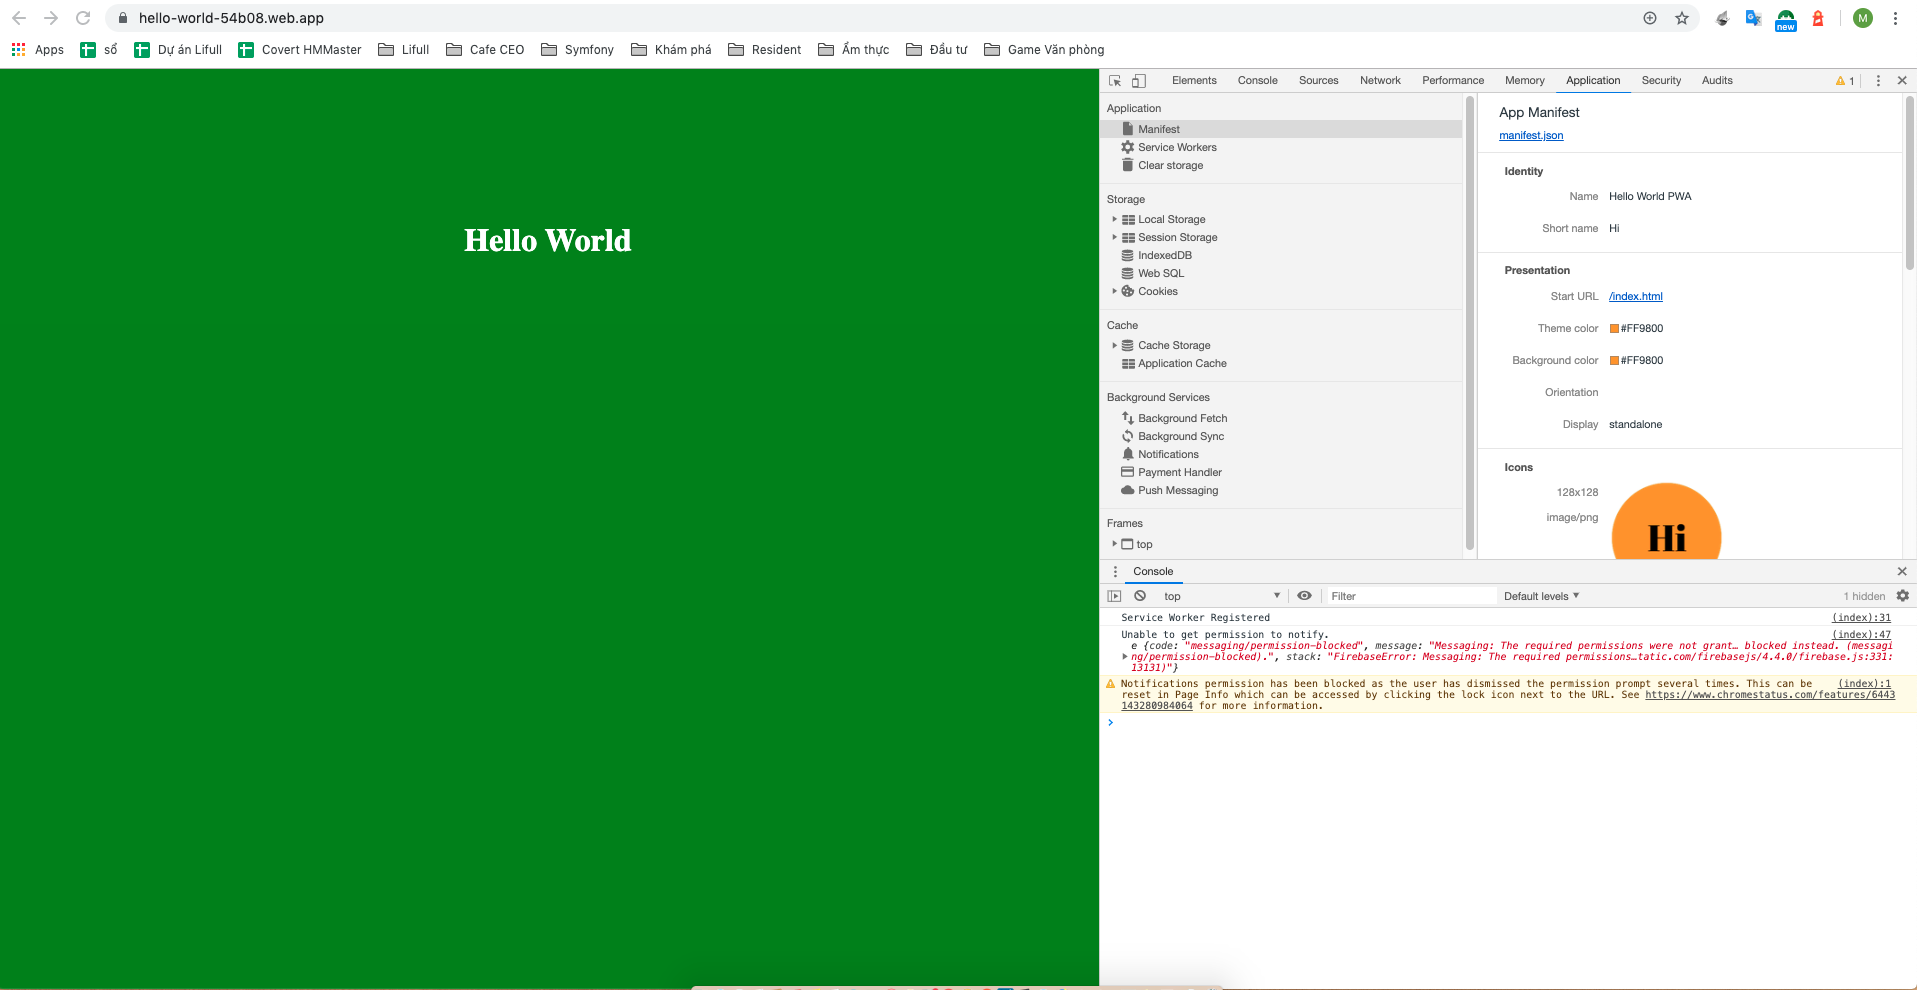 hello-world-54b08.web.app
new
M
Apps
sổ
Dự án Lifull
Covert HMMaster
Lifull
Cafe CEO
Symfony
Khám phá
Resident
Ẩm thực
Đầu tư
Game Văn phòng
Hello World
Elements
Console
Sources
Network
Performance
Memory
Application
Security
Audits
1
Application
Manifest
Service Workers
Clear storage
Storage
Local Storage
Session Storage
IndexedDB
Web SQL
Cookies
Cache
Cache Storage
Application Cache
Background Services
Background Fetch
Background Sync
Notifications
Payment Handler
Push Messaging
Frames
top
App Manifest
manifest.json
Identity
Name Hello World PWA
Short name Hi
Presentation
Start URL /index.html
Theme color #FF9800
Background color #FF9800
Orientation
Display standalone
Icons
128x128
image/png
Hi
Console
top
Filter
Default levels
1 hidden
Service Worker Registered (index):31
Unable to get permission to notify. (index):47
e {code: "messaging/permission-blocked", message: "Messaging: The required permissions were not grant… blocked instead. (messagi
ng/permission-blocked).", stack: "FirebaseError: Messaging: The required permissions…tatic.com/firebasejs/4.4.0/firebase.js:331:
13131)"}
Notifications permission has been blocked as the user has dismissed the permission prompt several times. This can be (index):1
reset in Page Info which can be accessed by clicking the lock icon next to the URL. See https://www.chromestatus.com/features/6443
143280984064 for more information.